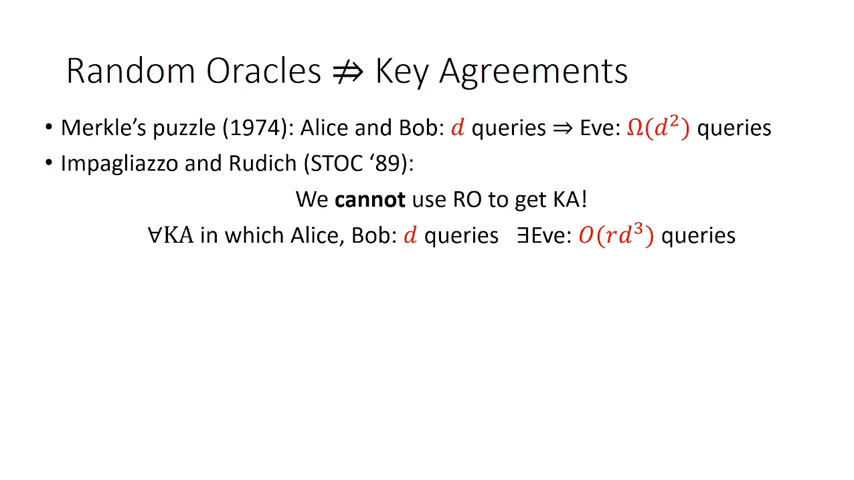 Random Oracles ⇏ Key Agreements
• Merkle's puzzle (1974): Alice and Bob: d queries ⇒ Eve: Ω(d²) queries
• Impagliazzo and Rudich (STOC '89):
We cannot use RO to get KA!
∀KA in which Alice, Bob: d queries ∃Eve: O(rd³) queries